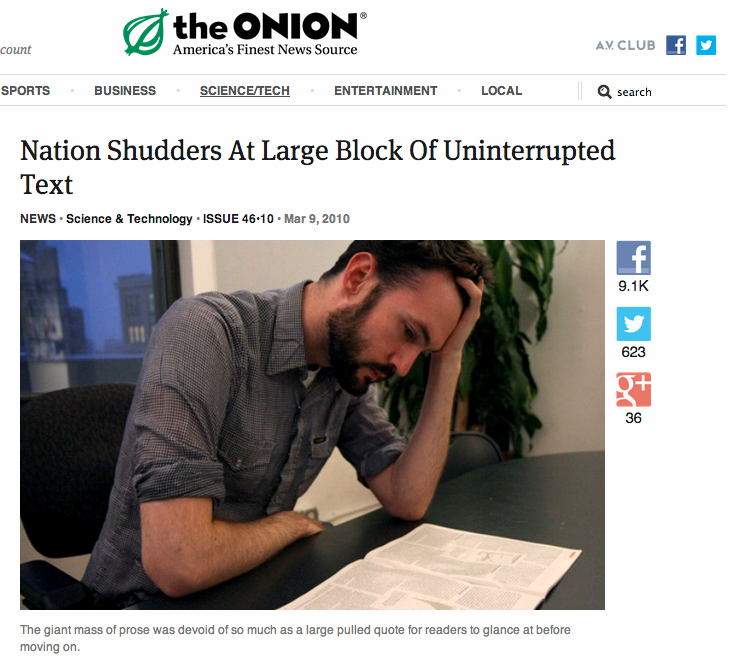 the ONION®
America's Finest News Source
count
A.V. CLUB
SPORTS • BUSINESS • SCIENCE/TECH • ENTERTAINMENT • LOCAL
search
Nation Shudders At Large Block Of Uninterrupted
Text
NEWS • Science & Technology • ISSUE 46•10 • Mar 9, 2010
f
9.1K
623
g+
36
The giant mass of prose was devoid of so much as a large pulled quote for readers to glance at before
moving on.